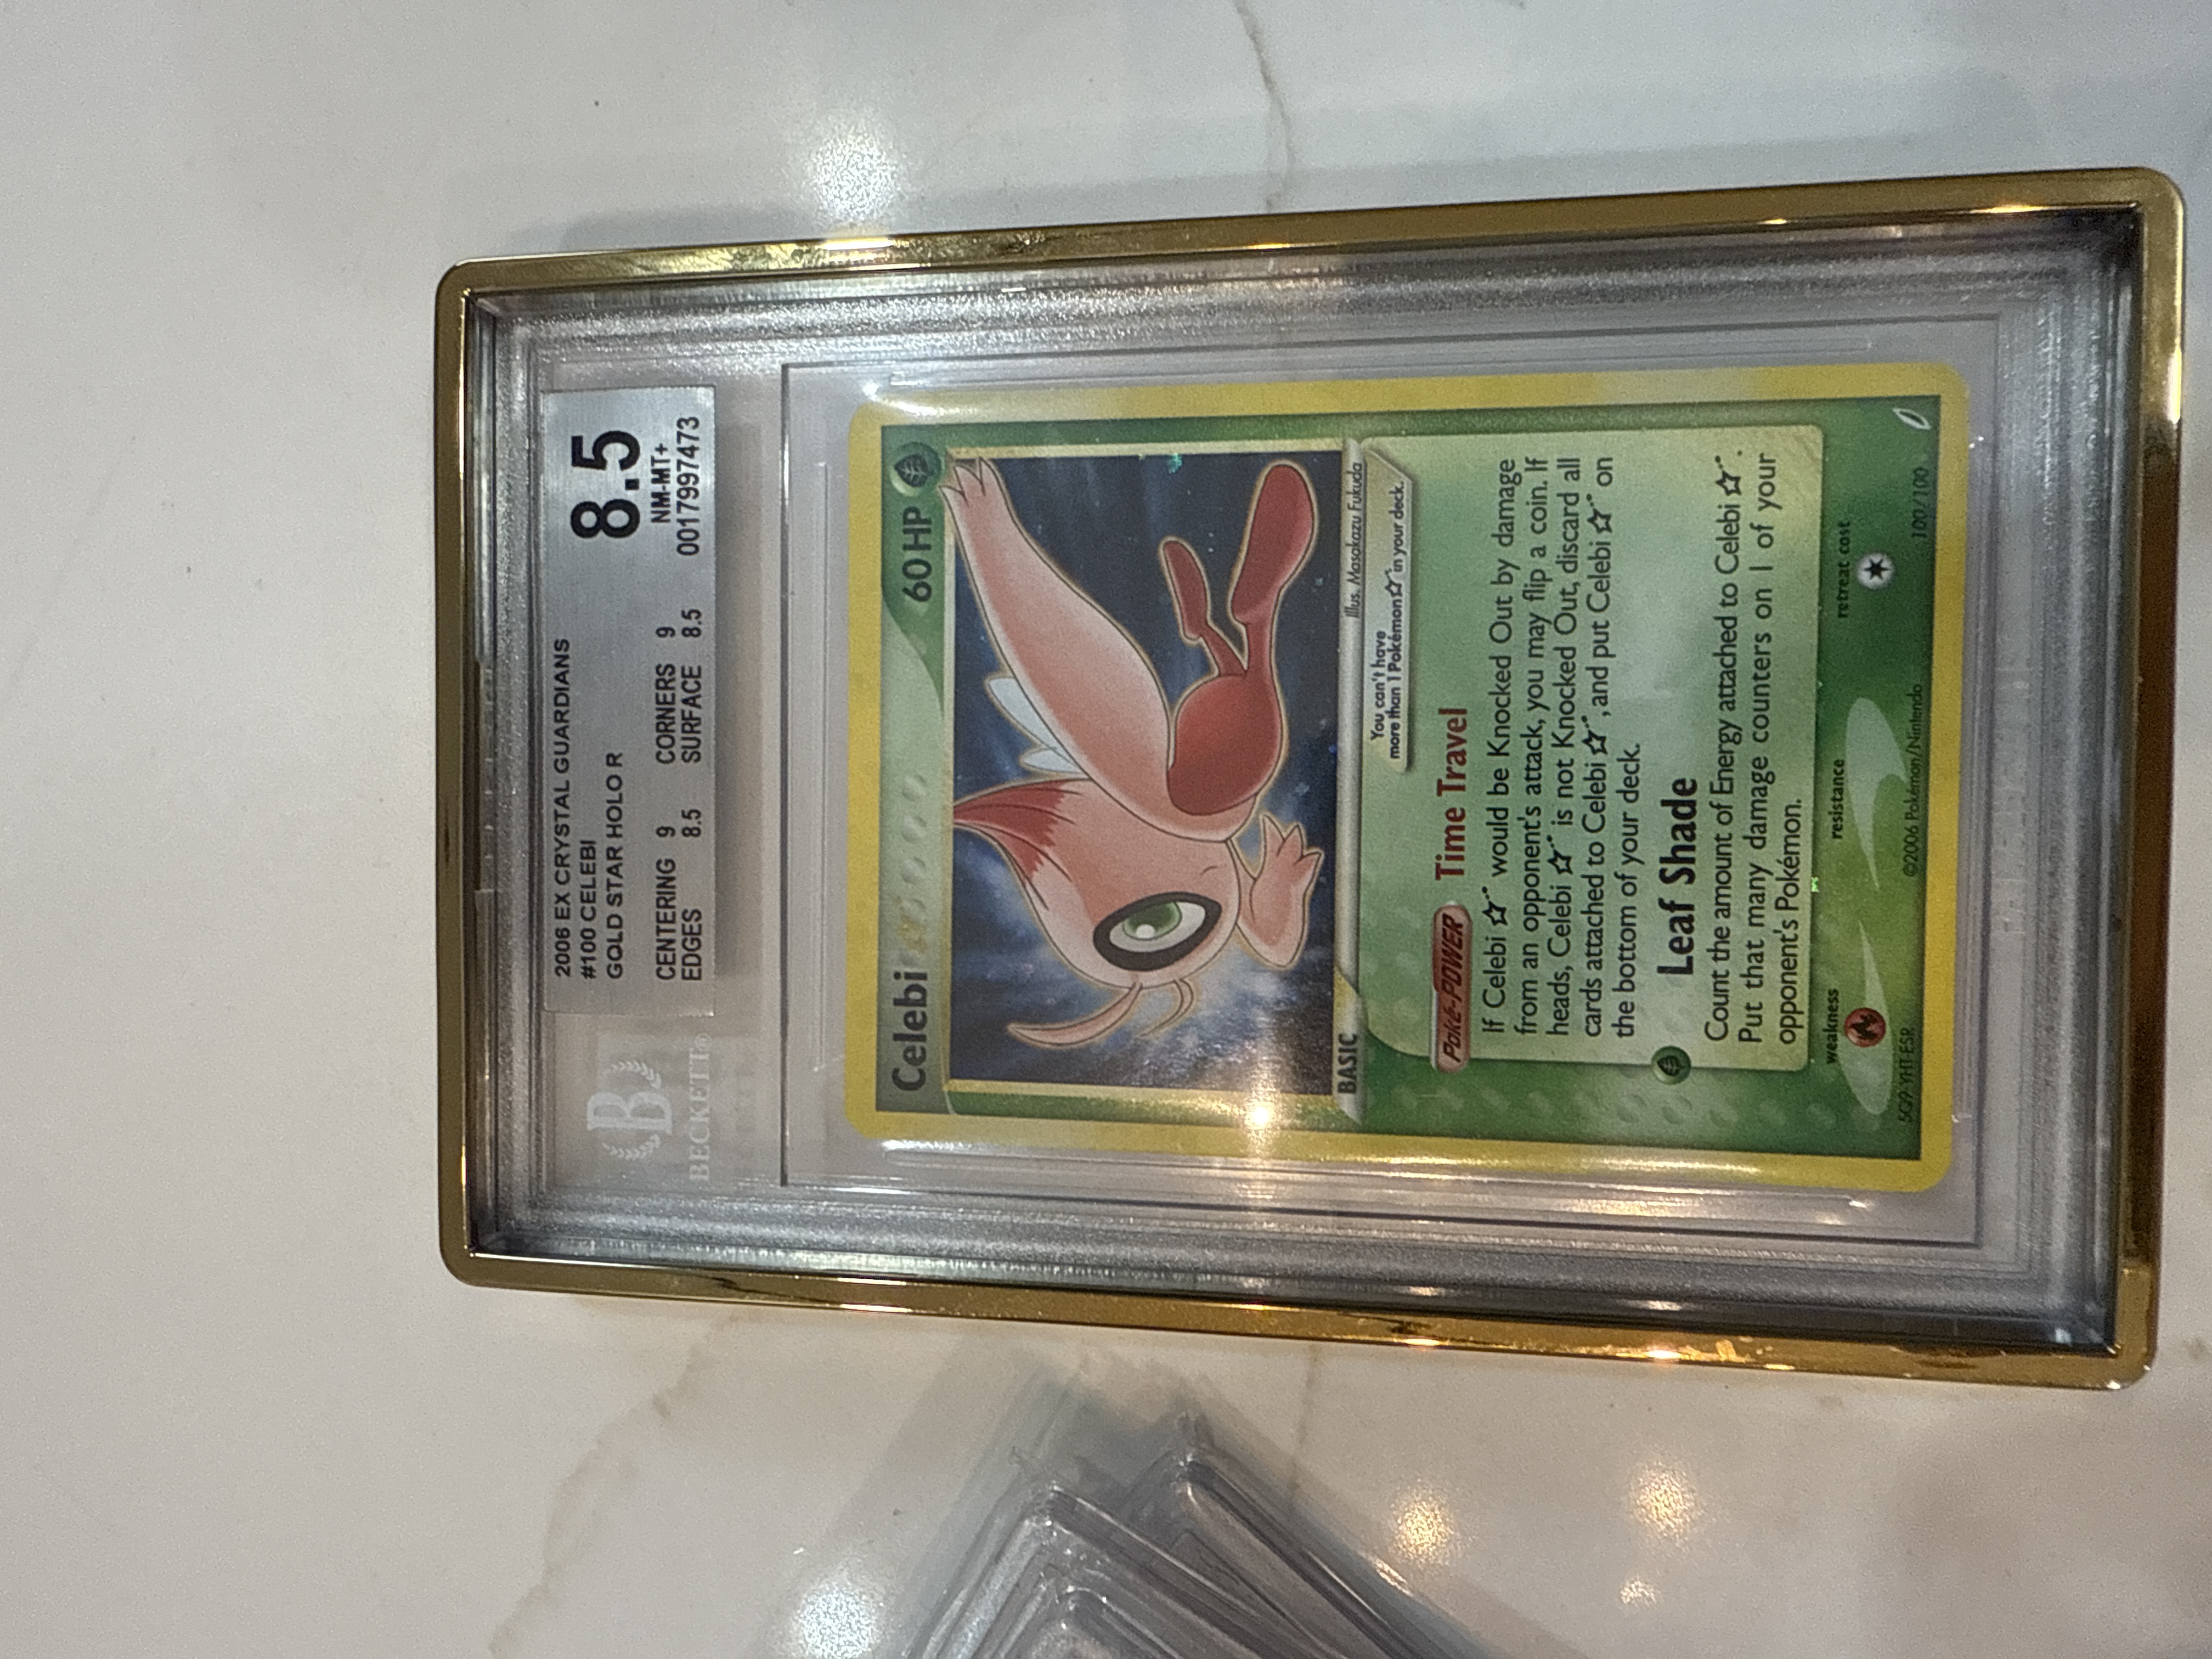 2006 EX CRYSTAL GUARDIANS
#100 CELEBI
GOLD STAR HOLO R
8.5
NM-MT+
CENTERING 9 CORNERS 9
EDGES 8.5 SURFACE 8.5 0017997473
B
BECKETT
Celebi
60 HP
BASIC
Illus. Masakazu Fukuda
You can't have
more than 1 Pokémon ☆ in your deck.
Poké-POWER Time Travel
If Celebi ☆ would be Knocked Out by damage
from an opponent's attack, you may flip a coin. If
heads, Celebi ☆ is not Knocked Out, discard all
cards attached to Celebi ☆, and put Celebi ☆ on
the bottom of your deck.
Leaf Shade
Count the amount of Energy attached to Celebi ☆.
Put that many damage counters on 1 of your
opponent's Pokémon.
weakness resistance retreat cost
5G9-YHT-ESR ©2006 Pokémon/Nintendo 100/100